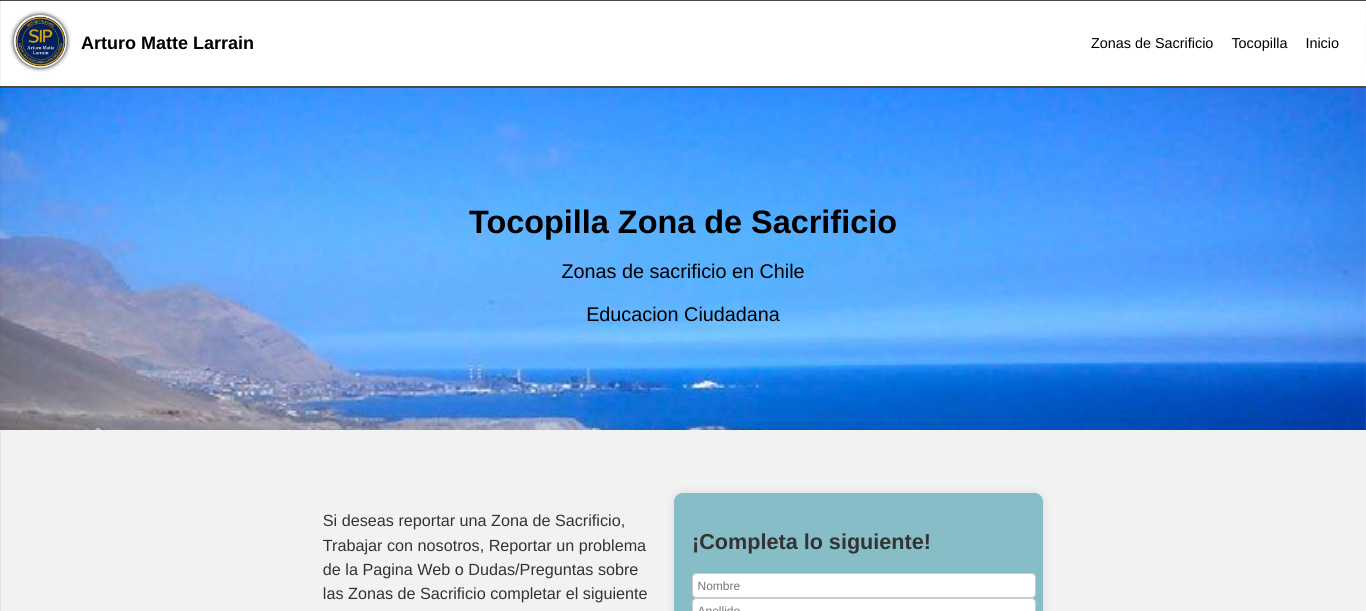 SIP
Arturo Matte
Larrain
Arturo Matte Larrain
Zonas de Sacrificio
Tocopilla
Inicio
Tocopilla Zona de Sacrificio
Zonas de sacrificio en Chile
Educacion Ciudadana
Si deseas reportar una Zona de Sacrificio,
Trabajar con nosotros, Reportar un problema
de la Pagina Web o Dudas/Preguntas sobre
las Zonas de Sacrificio completar el siguiente
¡Completa lo siguiente!
Nombre
Apellido